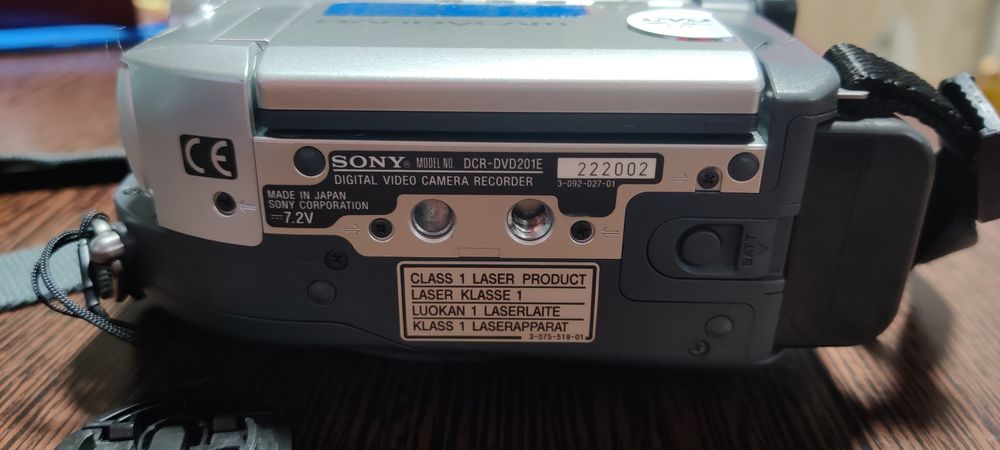 DVD
CE
SONY® MODEL NO. DCR-DVD201E 222002
DIGITAL VIDEO CAMERA RECORDER 3-092-027-01
MADE IN JAPAN
SONY CORPORATION
⎓7.2V
BATT
CLASS 1 LASER PRODUCT
LASER KLASSE 1
LUOKAN 1 LASERLAITE
KLASS 1 LASERAPPARAT
3-075-519-01